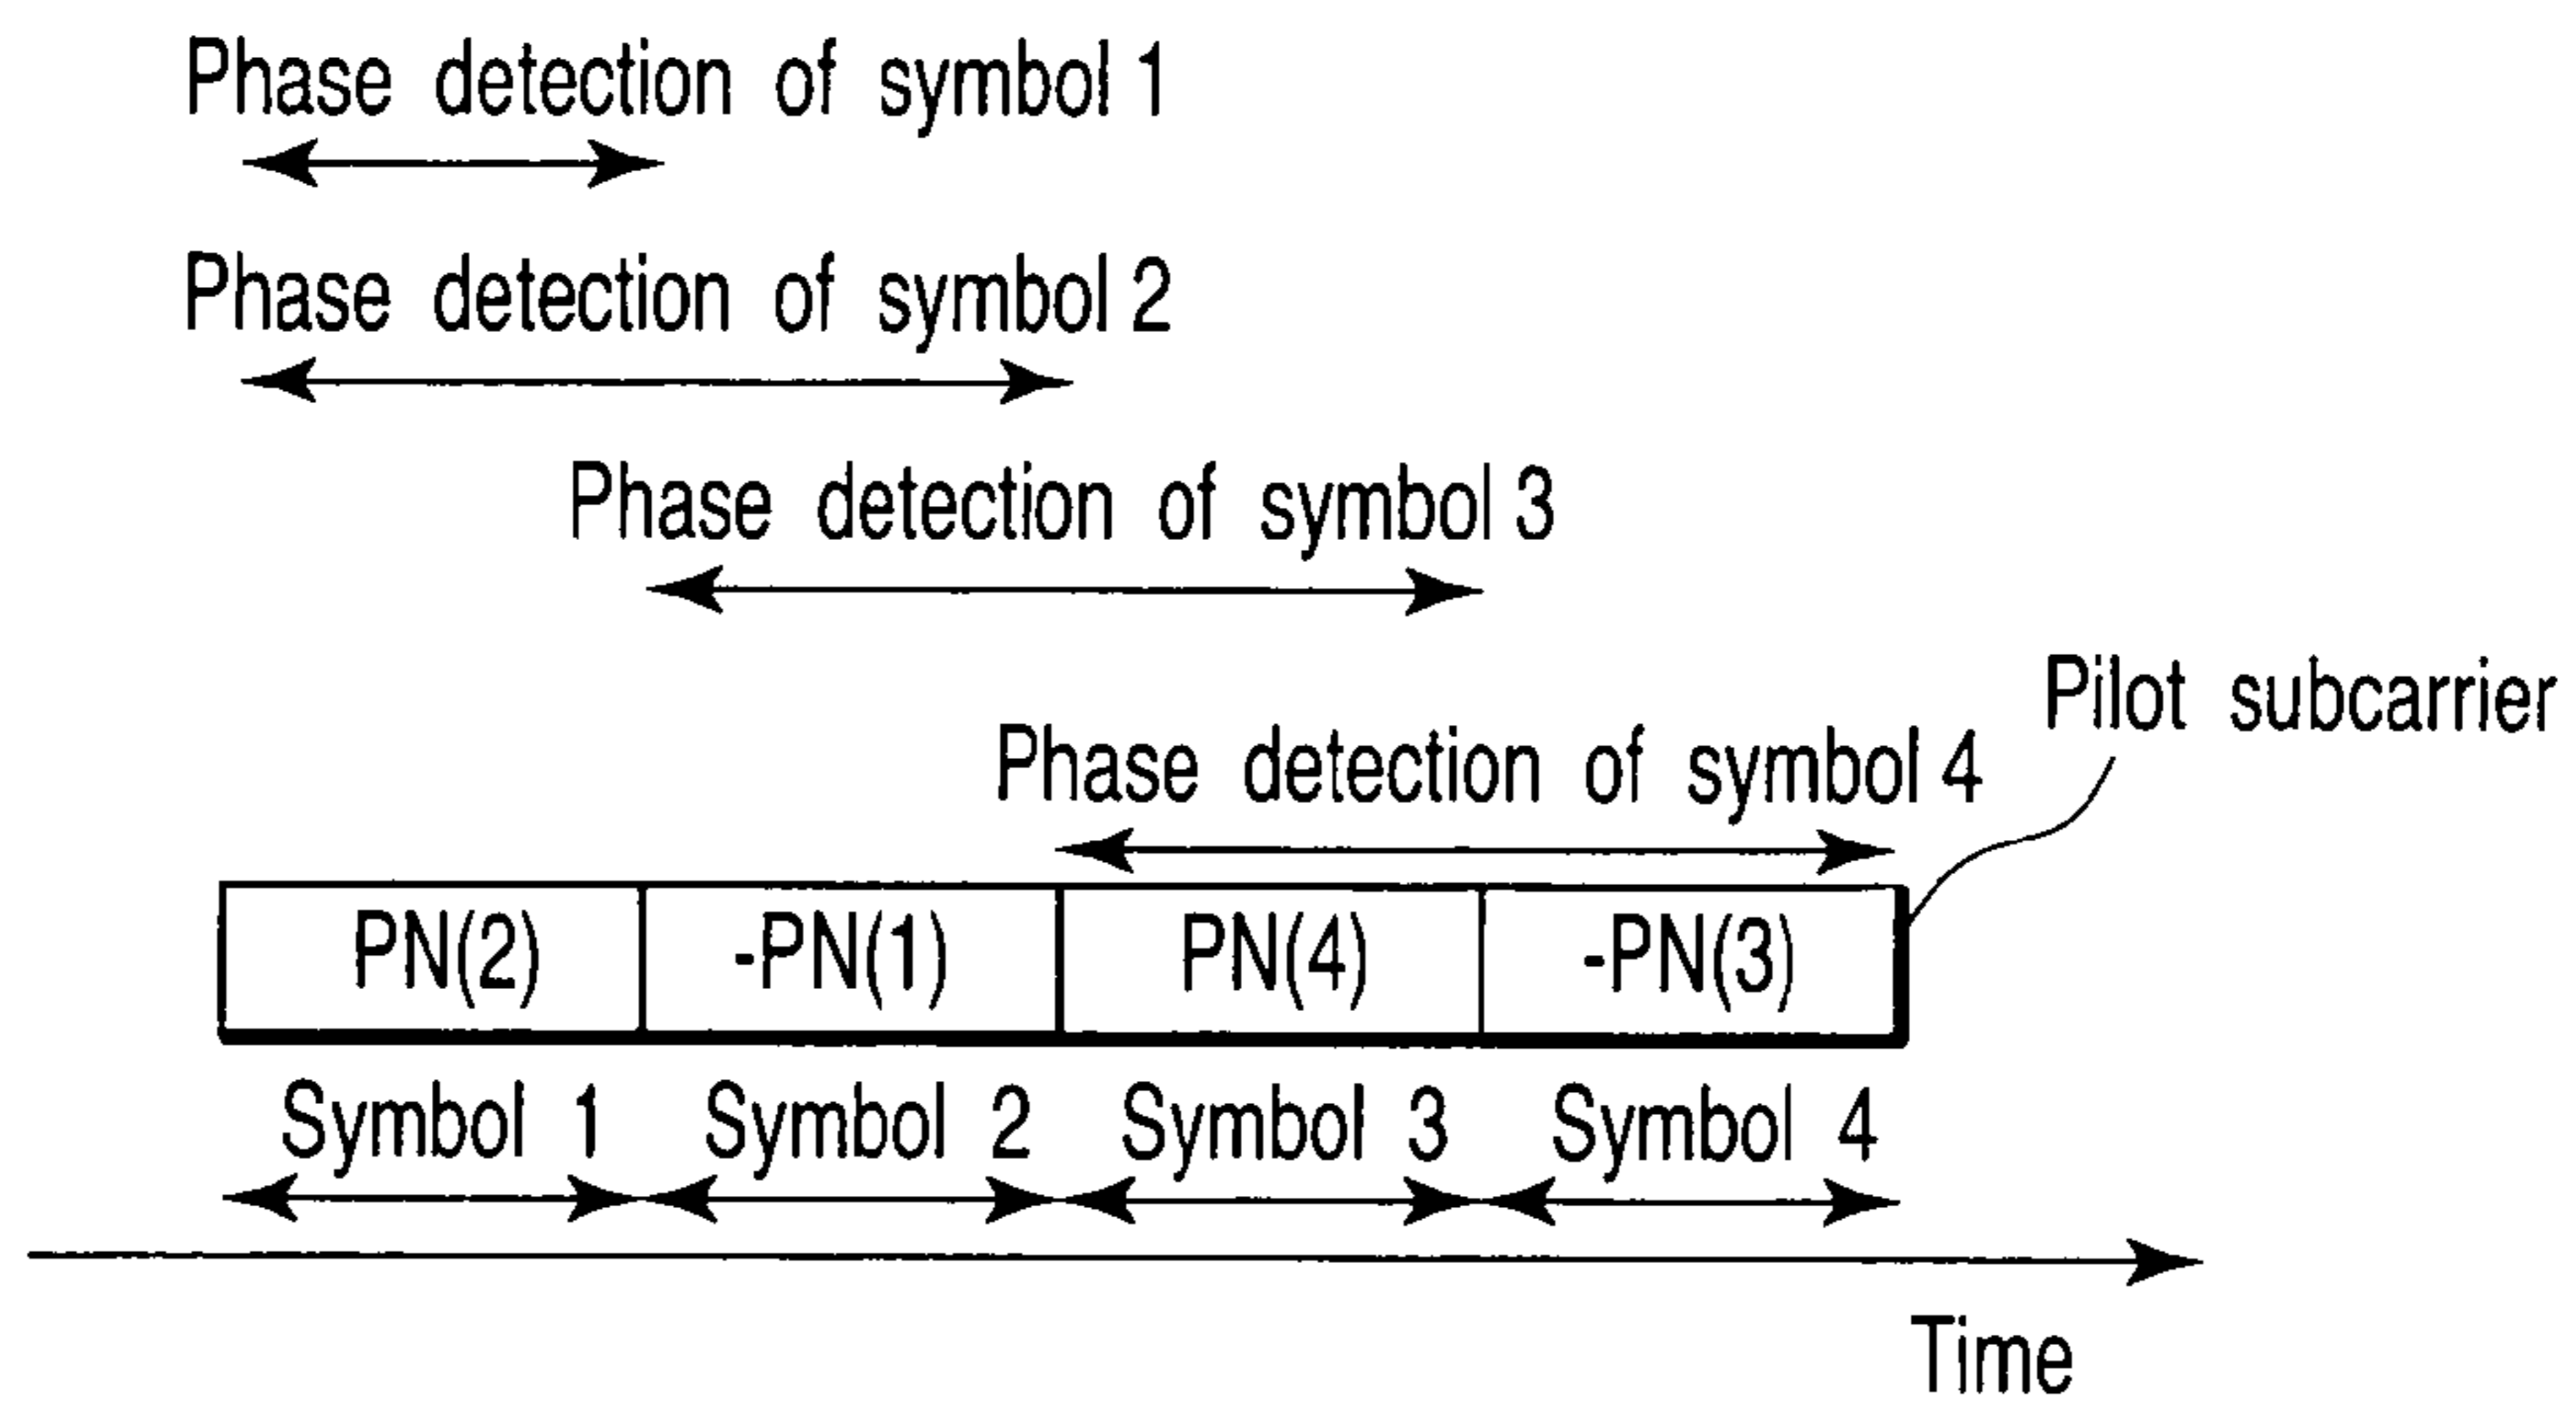 Phase detection of symbol 1
Phase detection of symbol 2
Phase detection of symbol 3
Pilot subcarrier
Phase detection of symbol 4
PN(2) -PN(1) PN(4) -PN(3)
Symbol 1 Symbol 2 Symbol 3 Symbol 4
Time